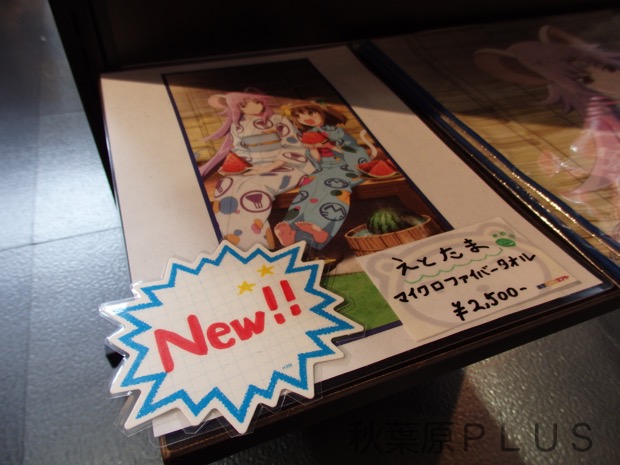 えとたま
マイクロファイバータオル
¥2,500-
New!!
秋葉原PLUS